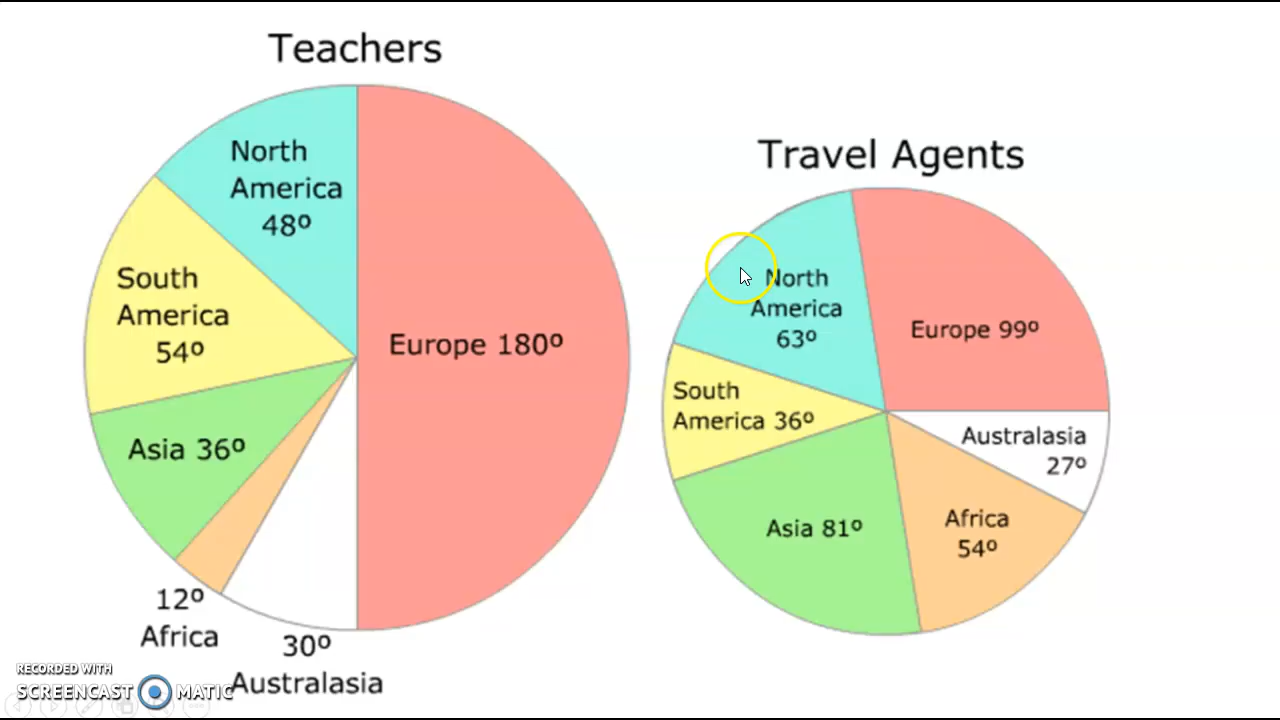 Teachers
North
America
48º
South
America
54º
Europe 180º
Asia 36º
12º
Africa
30º
Australasia
Travel Agents
North
America
63º
Europe 99º
South
America 36º
Australasia
27º
Asia 81º
Africa
54º
RECORDED WITH
SCREENCAST MATIC